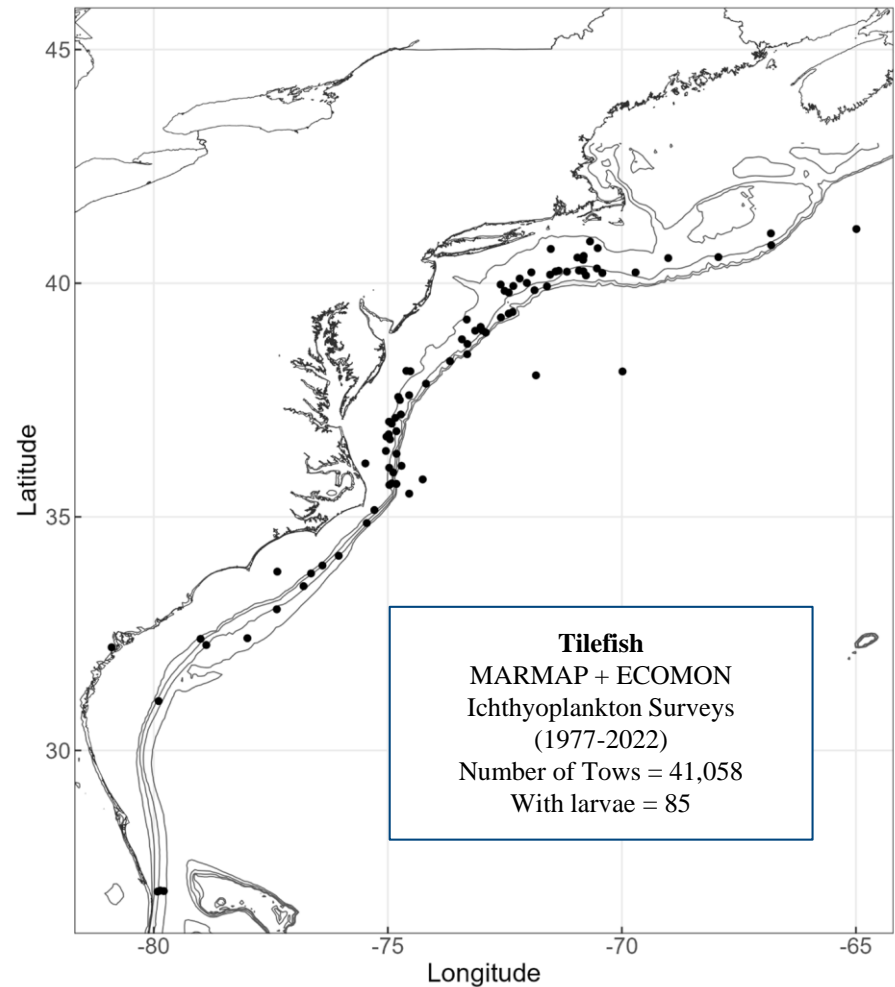 45
40
35
30
Latitude
Tilefish
MARMAP + ECOMON
Ichthyoplankton Surveys
(1977-2022)
Number of Tows = 41,058
With larvae = 85
-80
-75
-70
-65
Longitude